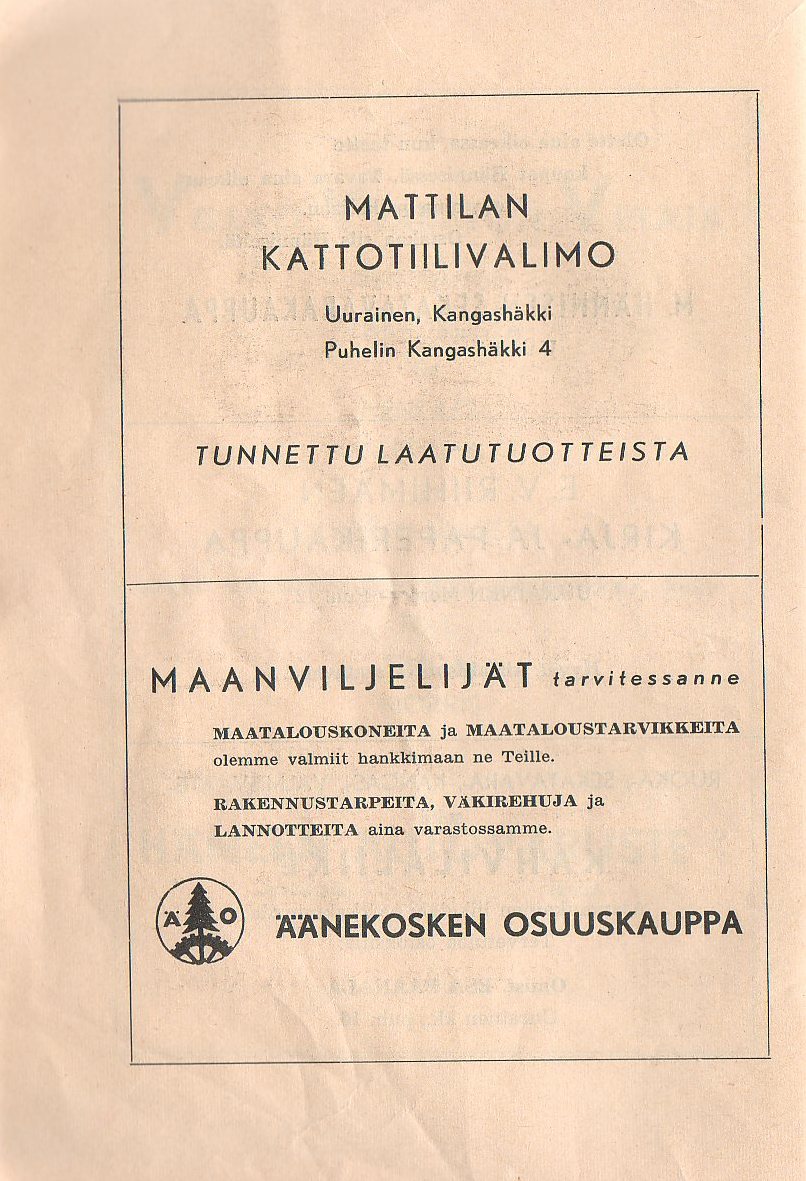 MATTILAN
KATTOTIILIVALIMO
Uurainen, Kangashäkki
Puhelin Kangashäkki 4
TUNNETTU LAATUTUOTTEISTA
MAANVILJELIJÄT tarvitessanne
MAATALOUSKONEITA ja MAATALOUSTARVIKKEITA
olemme valmiit hankkimaan ne Teille.
RAKENNUSTARPEITA, VÄKIREHUJA ja
LANNOTTEITA aina varastossamme.
Ä O
ÄÄNEKOSKEN OSUUSKAUPPA